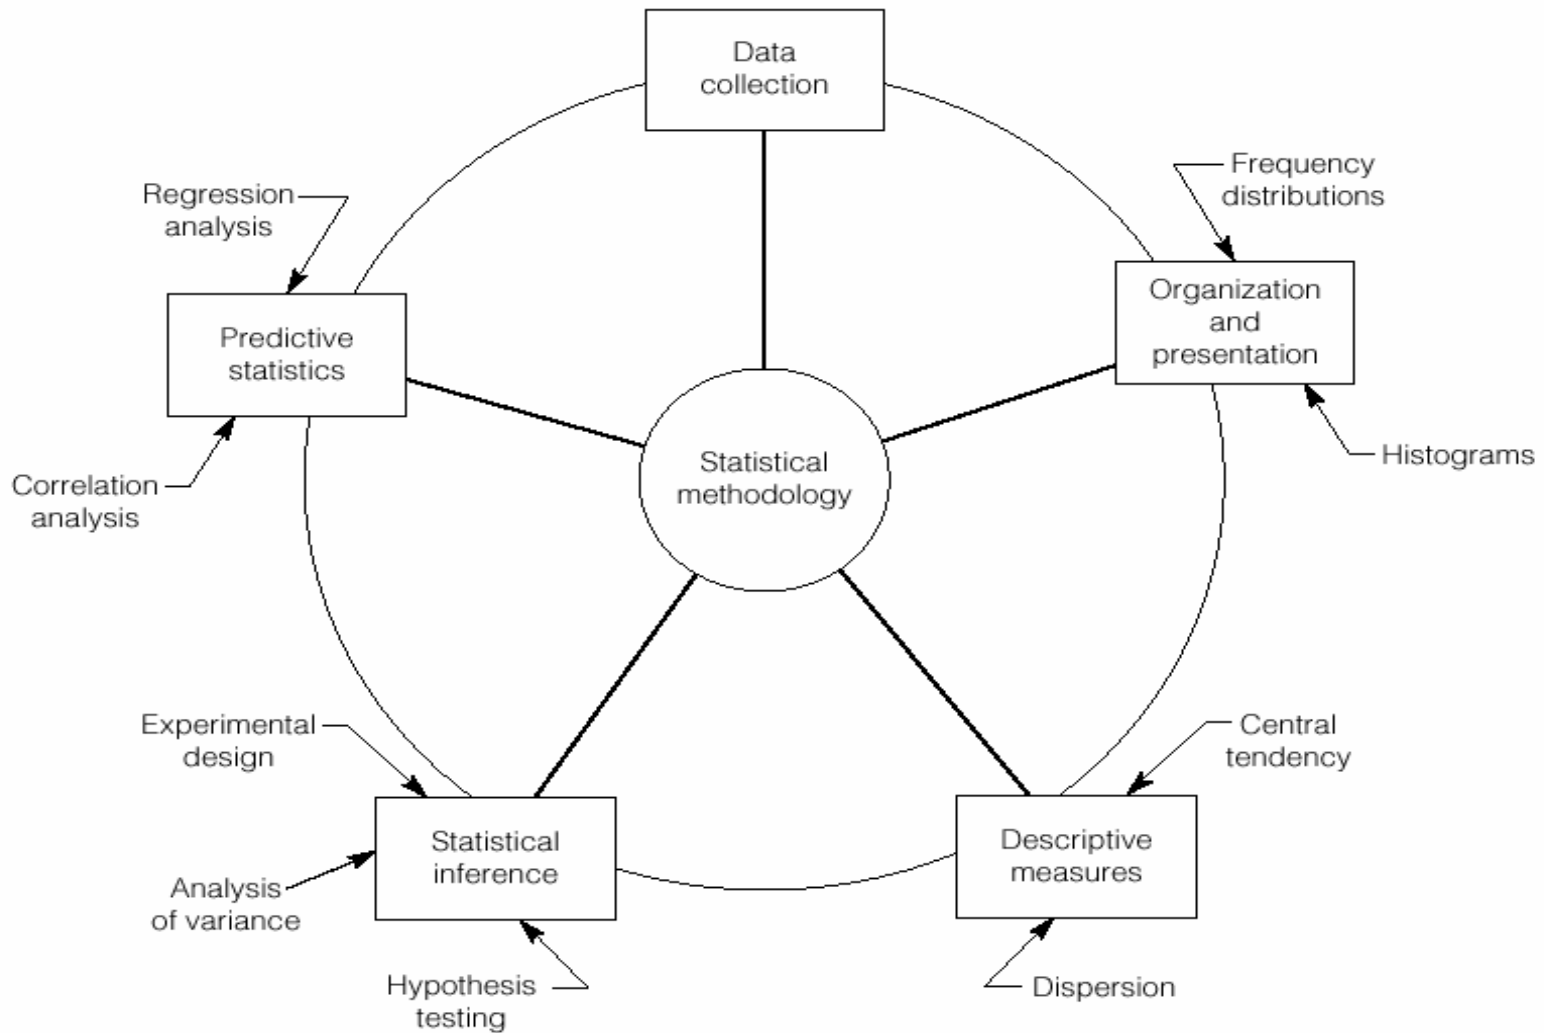 Data
collection
Frequency
distributions
Regression
analysis
Organization
and
presentation
Predictive
statistics
Histograms
Statistical
methodology
Correlation
analysis
Experimental
design
Central
tendency
Statistical
inference
Descriptive
measures
Analysis
of variance
Hypothesis
testing
Dispersion